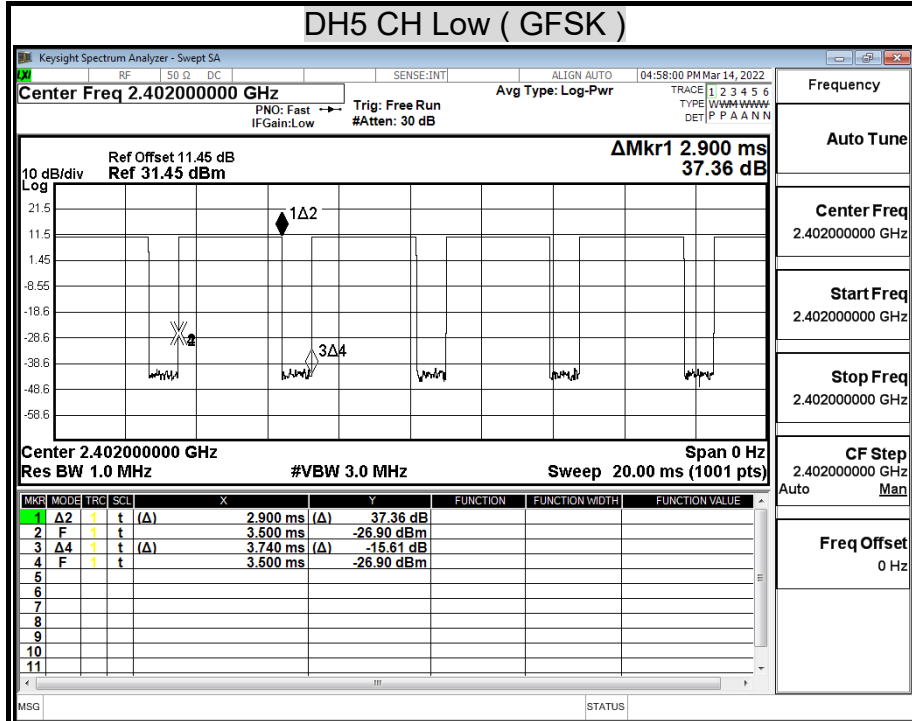 DH5 CH Low ( GFSK )
Keysight Spectrum Analyzer - Swept SA
LXI RF 50 Ω DC SENSE:INT ALIGN AUTO 04:58:00 PM Mar 14, 2022
Center Freq 2.402000000 GHz
PNO: Fast
IFGain:Low
Trig: Free Run
#Atten: 30 dB
Avg Type: Log-Pwr
TRACE 1 2 3 4 5 6
TYPE WWMWWWW
DET P P A A N N
Ref Offset 11.45 dB
10 dB/div Ref 31.45 dBm
Log
ΔMkr1 2.900 ms
37.36 dB
21.5
11.5
1.45
-8.55
-18.6
-28.6
-38.6
-48.6
-58.6
1Δ2
2
3Δ4
Center 2.402000000 GHz Span 0 Hz
Res BW 1.0 MHz #VBW 3.0 MHz Sweep 20.00 ms (1001 pts)
MKR MODE TRC SCL X Y FUNCTION FUNCTION WIDTH FUNCTION VALUE
1 Δ2 1 t (Δ) 2.900 ms (Δ) 37.36 dB
2 F 1 t 3.500 ms -26.90 dBm
3 Δ4 1 t (Δ) 3.740 ms (Δ) -15.61 dB
4 F 1 t 3.500 ms -26.90 dBm
5
6
7
8
9
10
11
MSG STATUS
Frequency
Auto Tune
Center Freq
2.402000000 GHz
Start Freq
2.402000000 GHz
Stop Freq
2.402000000 GHz
CF Step
2.402000000 GHz
Auto Man
Freq Offset
0 Hz